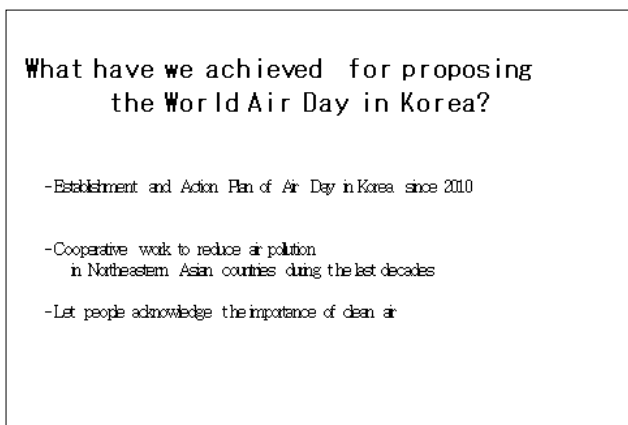 What have we achieved for proposing
the World Air Day in Korea?
-Establishment and Action Plan of Air Day in Korea since 2010
-Cooperative work to reduce air pollution
in Northeastern Asian countries during the last decades
-Let people acknowledge the importance of clean air